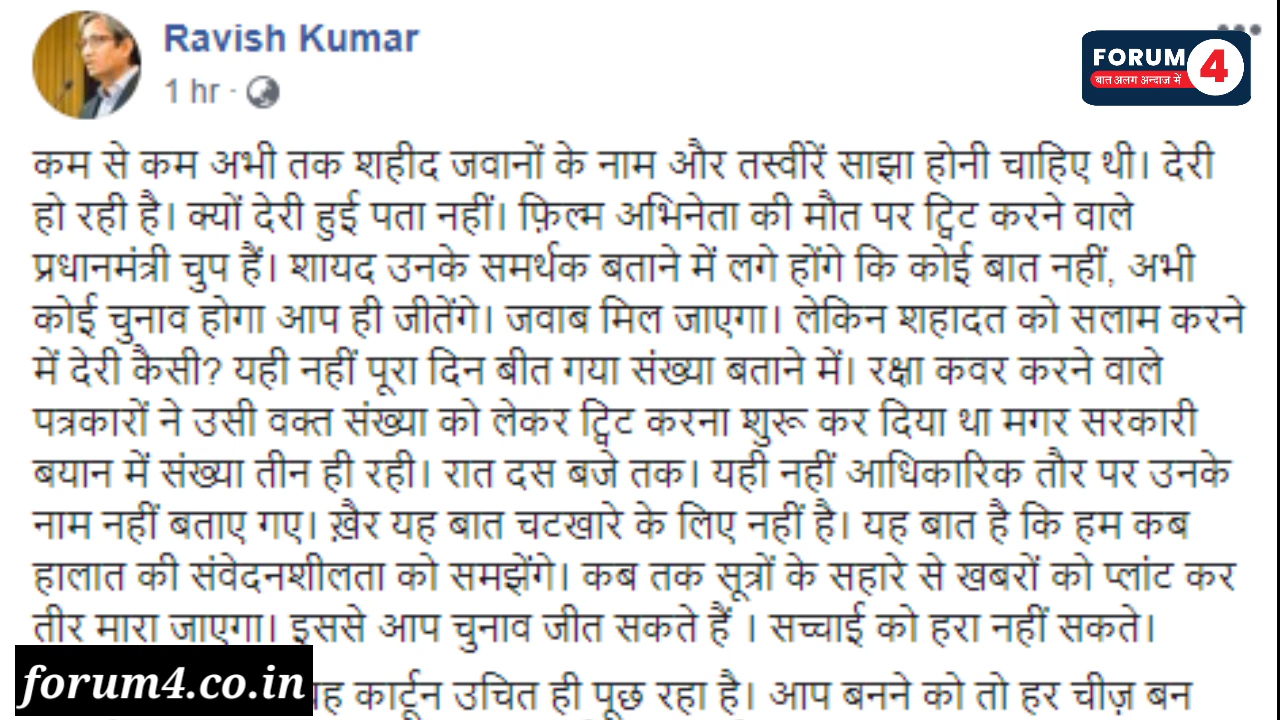 Ravish Kumar
1 hr ·
FORUM 4
बात अलग अन्दाज में
कम से कम अभी तक शहीद जवानों के नाम और तस्वीरें साझा होनी चाहिए थी। देरी
हो रही है। क्यों देरी हुई पता नहीं। फ़िल्म अभिनेता की मौत पर ट्विट करने वाले
प्रधानमंत्री चुप हैं। शायद उनके समर्थक बताने में लगे होंगे कि कोई बात नहीं, अभी
कोई चुनाव होगा आप ही जीतेंगे। जवाब मिल जाएगा। लेकिन शहादत को सलाम करने
में देरी कैसी? यही नहीं पूरा दिन बीत गया संख्या बताने में। रक्षा कवर करने वाले
पत्रकारों ने उसी वक्त संख्या को लेकर ट्विट करना शुरू कर दिया था मगर सरकारी
बयान में संख्या तीन ही रही। रात दस बजे तक। यही नहीं आधिकारिक तौर पर उनके
नाम नहीं बताए गए। ख़ैर यह बात चटखारे के लिए नहीं है। यह बात है कि हम कब
हालात की संवेदनशीलता को समझेंगे। कब तक सूत्रों के सहारे से खबरों को प्लांट कर
तीर मारा जाएगा। इससे आप चुनाव जीत सकते हैं । सच्चाई को हरा नहीं सकते।
कार्टून उचित ही पूछ रहा है। आप बनने को तो हर चीज़ बन
forum4.co.in